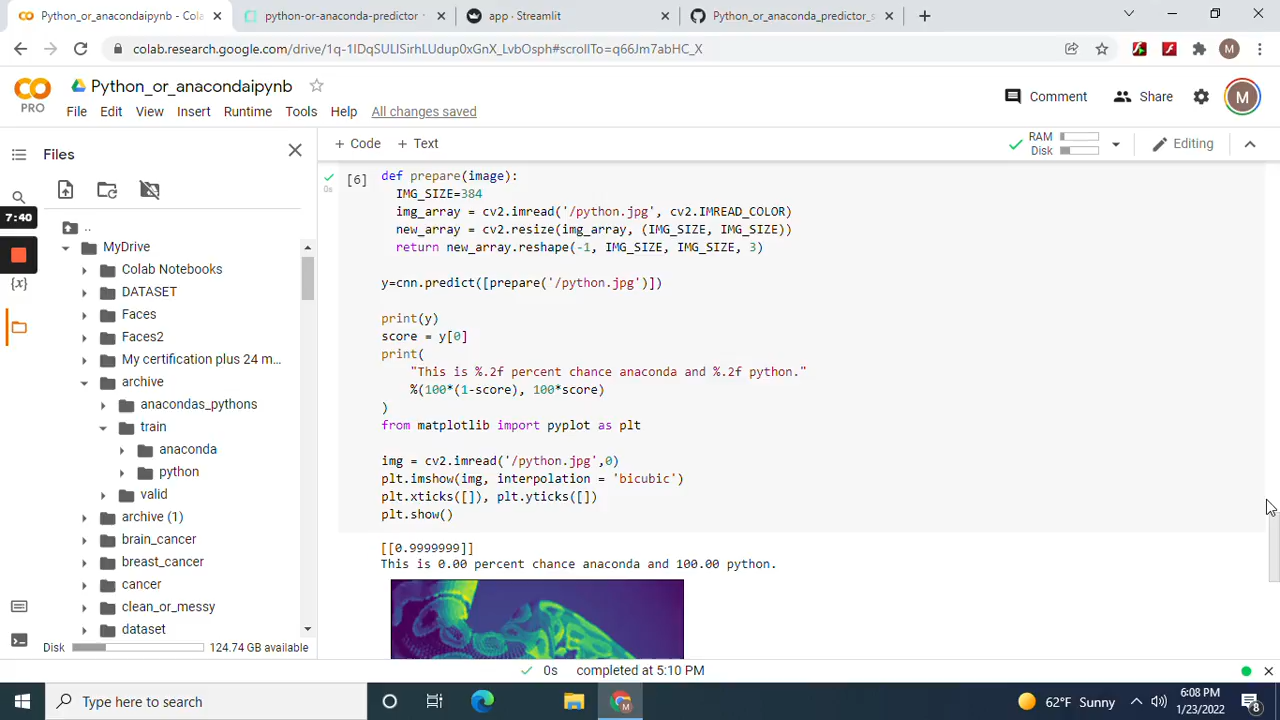 Python_or_anacondaipynb - Cola
python-or-anaconda-predictor
app · Streamlit
Python_or_anaconda_predictor_s
colab.research.google.com/drive/1q-1IDqSULISirhLUdup0xGnX_LvbOsph#scrollTo=q66Jm7abHC_X
M
PRO
Python_or_anacondaipynb
Comment
Share
M
File Edit View Insert Runtime Tools Help All changes saved
Files
+ Code + Text
RAM
Disk
Editing
7:40
{x}
..
MyDrive
Colab Notebooks
DATASET
Faces
Faces2
My certification plus 24 m...
archive
anacondas_pythons
train
anaconda
python
valid
archive (1)
brain_cancer
breast_cancer
cancer
clean_or_messy
dataset
Disk 124.74 GB available
0s
[6]
def prepare(image):
IMG_SIZE=384
img_array = cv2.imread('/python.jpg', cv2.IMREAD_COLOR)
new_array = cv2.resize(img_array, (IMG_SIZE, IMG_SIZE))
return new_array.reshape(-1, IMG_SIZE, IMG_SIZE, 3)
y=cnn.predict([prepare('/python.jpg')])
print(y)
score = y[0]
print(
"This is %.2f percent chance anaconda and %.2f python."
%(100*(1-score), 100*score)
)
from matplotlib import pyplot as plt
img = cv2.imread('/python.jpg',0)
plt.imshow(img, interpolation = 'bicubic')
plt.xticks([]), plt.yticks([])
plt.show()
[[0.9999999]]
This is 0.00 percent chance anaconda and 100.00 python.
0s completed at 5:10 PM
Type here to search
62°F Sunny
6:08 PM
1/23/2022
8